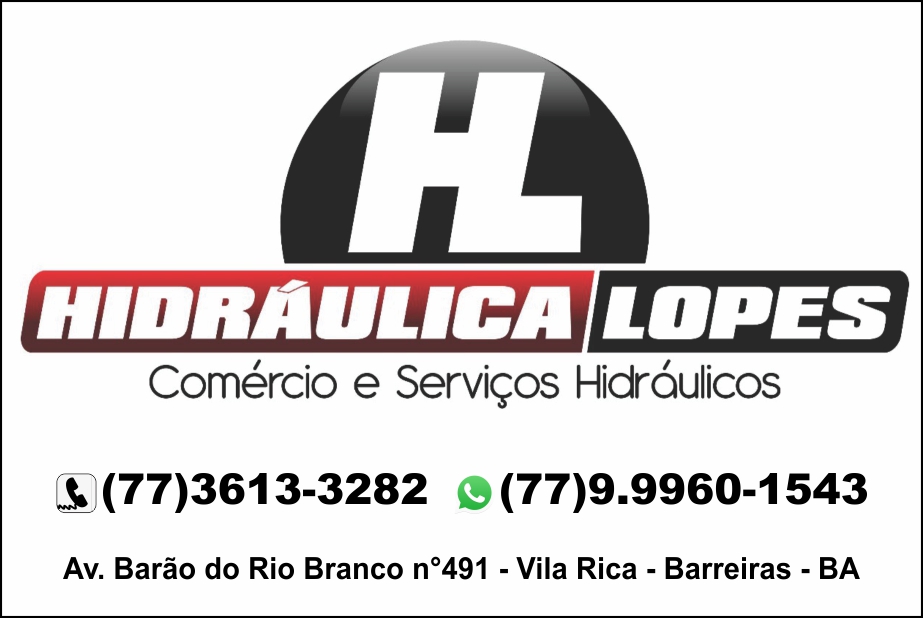 HL
HIDRÁULICA LOPES
Comércio e Serviços Hidráulicos
(77)3613-3282 (77)9.9960-1543
Av. Barão do Rio Branco n°491 - Vila Rica - Barreiras - BA